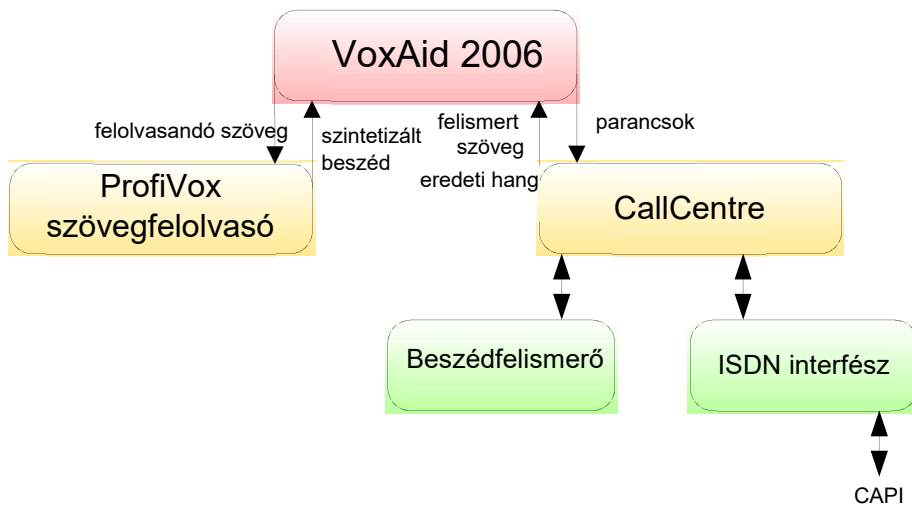 VoxAid 2006
felolvasandó szöveg
szintetizált
beszéd
felismert
szöveg
eredeti hang
parancsok
ProfiVox
szövegfelolvasó
CallCentre
Beszédfelismerő
ISDN interfész
CAPI